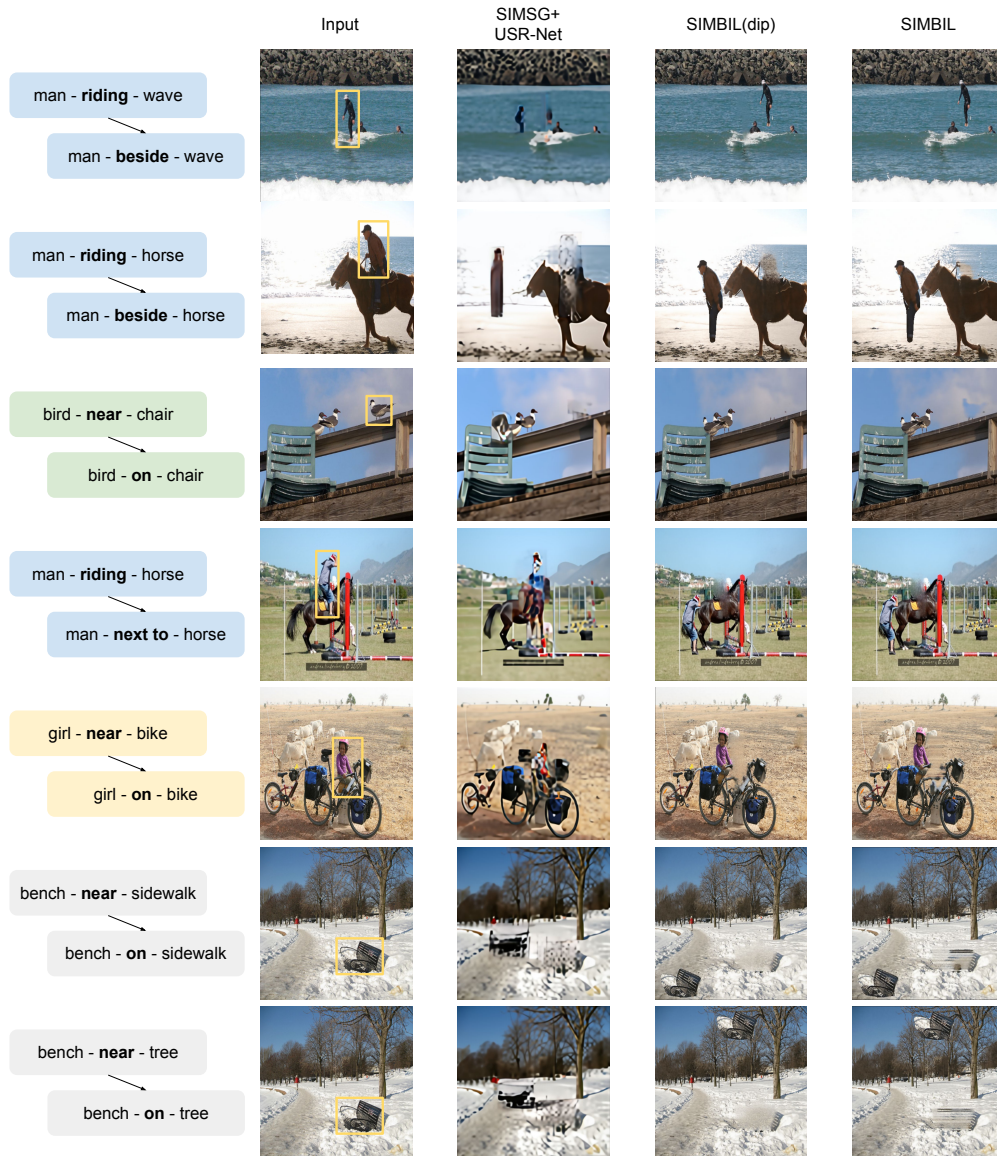 Input
SIMSG+
USR-Net
SIMBIL(dip)
SIMBIL
man - riding - wave
man - beside - wave
man - riding - horse
man - beside - horse
bird - near - chair
bird - on - chair
man - riding - horse
man - next to - horse
girl - near - bike
girl - on - bike
bench - near - sidewalk
bench - on - sidewalk
bench - near - tree
bench - on - tree